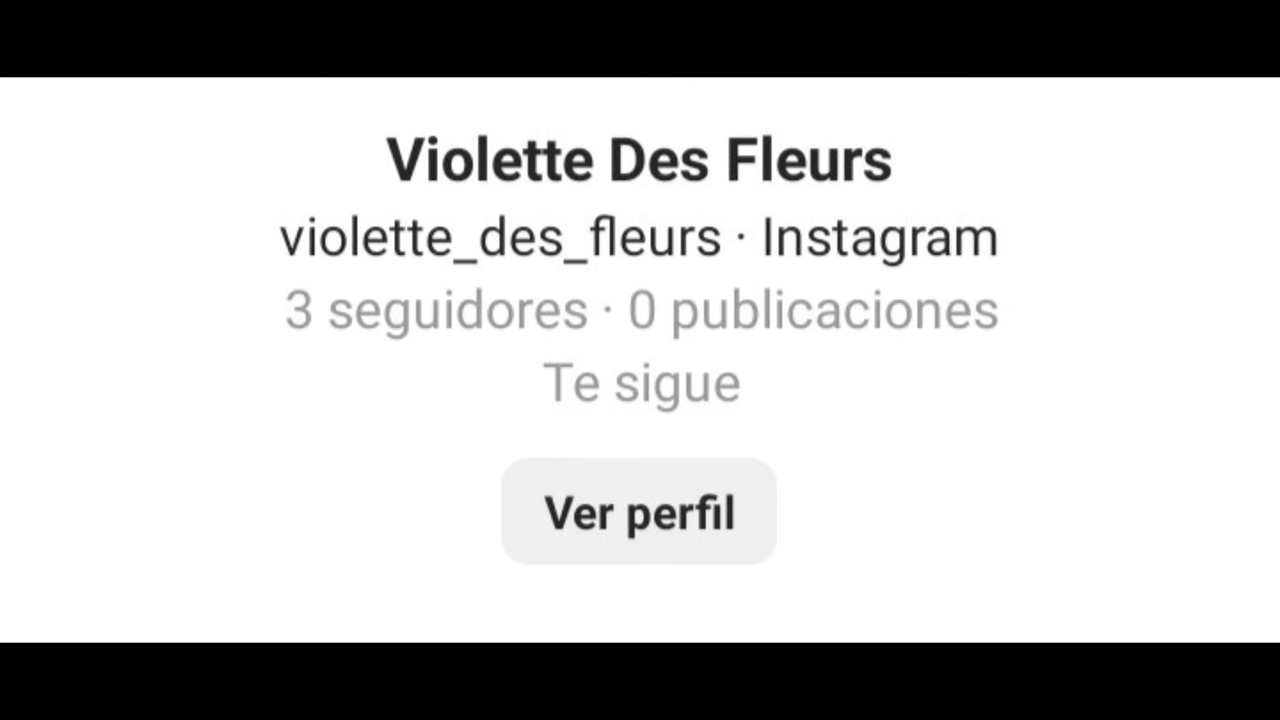 Violette Des Fleurs
violette_des_fleurs · Instagram
3 seguidores · 0 publicaciones
Te sigue
Ver perfil